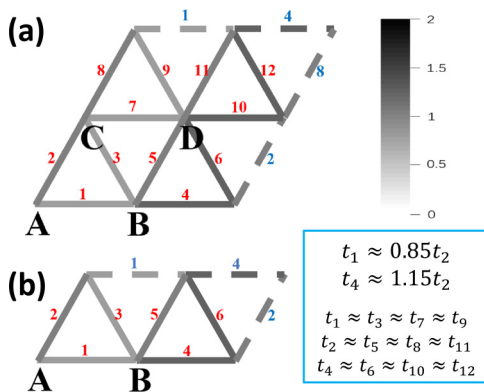 (a)
1 4
8 9 11 12 8
7 10
C D
2 3 5 6 2
1 4
A B
2
1.5
1
0.5
0
(b)
1 4
2 3 5 6 2
1 4
A B
t₁ ≈ 0.85t₂
t₄ ≈ 1.15t₂
t₁ ≈ t₃ ≈ t₇ ≈ t₉
t₂ ≈ t₅ ≈ t₈ ≈ t₁₁
t₄ ≈ t₆ ≈ t₁₀ ≈ t₁₂